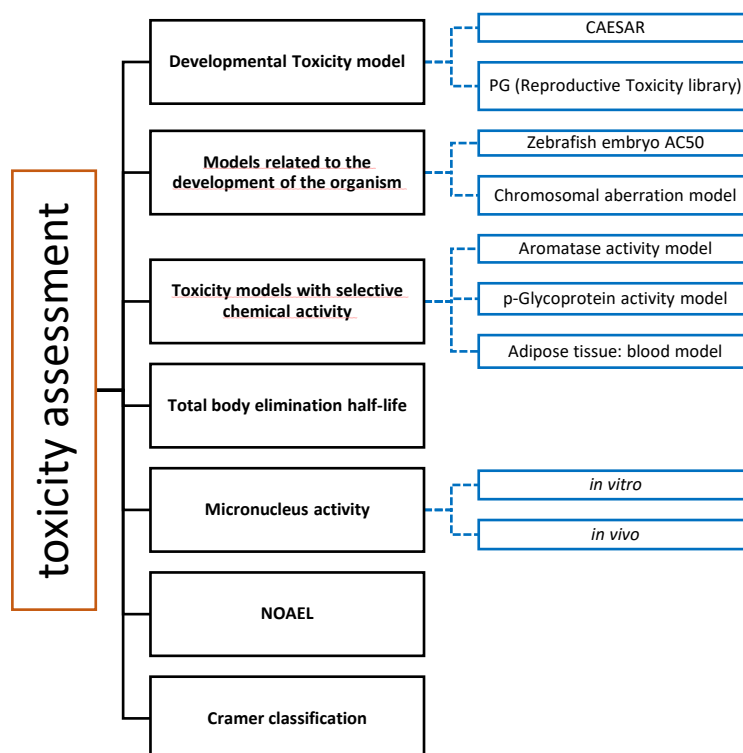 toxicity assessment
Developmental Toxicity model
CAESAR
PG (Reproductive Toxicity library)
Models related to the
development of the organism
Zebrafish embryo AC50
Chromosomal aberration model
Toxicity models with selective
chemical activity
Aromatase activity model
p-Glycoprotein activity model
Adipose tissue: blood model
Total body elimination half-life
Micronucleus activity
in vitro
in vivo
NOAEL
Cramer classification